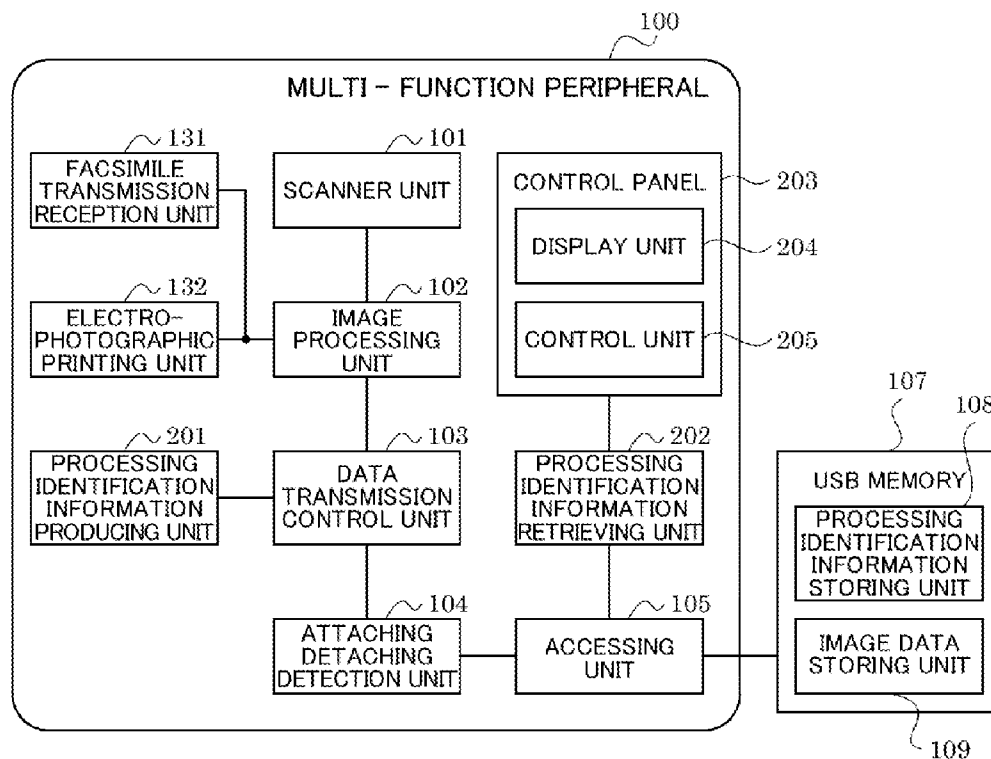 100
MULTI - FUNCTION PERIPHERAL
131
FACSIMILE
TRANSMISSION
RECEPTION UNIT
101
SCANNER UNIT
CONTROL PANEL
203
DISPLAY UNIT
204
CONTROL UNIT
205
132
ELECTRO-
PHOTOGRAPHIC
PRINTING UNIT
102
IMAGE
PROCESSING
UNIT
201
PROCESSING
IDENTIFICATION
INFORMATION
PRODUCING UNIT
103
DATA
TRANSMISSION
CONTROL UNIT
202
PROCESSING
IDENTIFICATION
INFORMATION
RETRIEVING UNIT
107
108
USB MEMORY
PROCESSING
IDENTIFICATION
INFORMATION
STORING UNIT
IMAGE DATA
STORING UNIT
109
104
ATTACHING
DETACHING
DETECTION UNIT
105
ACCESSING
UNIT